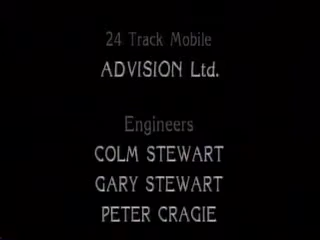 24 Track Mobile
ADVISION Ltd.
Engineers
COLM STEWART
GARY STEWART
PETER CRAGIE